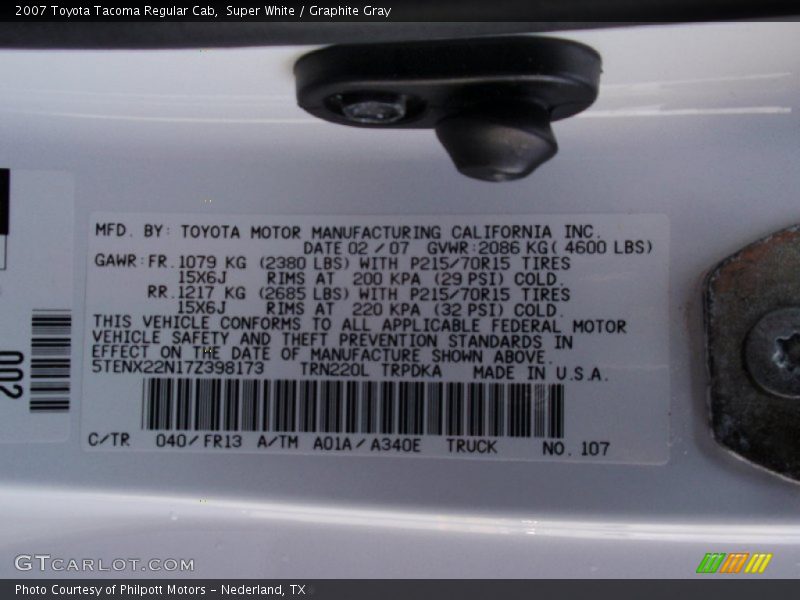 2007 Toyota Tacoma Regular Cab,  Super White / Graphite Gray
MFD. BY: TOYOTA MOTOR MANUFACTURING CALIFORNIA INC.
DATE 02 / 07  GVWR:2086 KG( 4600 LBS)
GAWR:FR.1079 KG (2380 LBS) WITH P215/70R15 TIRES
15X6J  RIMS AT  200 KPA (29 PSI) COLD.
RR.1217 KG (2685 LBS) WITH P215/70R15 TIRES
15X6J  RIMS AT  220 KPA (32 PSI) COLD.
THIS VEHICLE CONFORMS TO ALL APPLICABLE FEDERAL MOTOR
VEHICLE SAFETY AND THEFT PREVENTION STANDARDS IN
EFFECT ON THE DATE OF MANUFACTURE SHOWN ABOVE.
5TENX22N17Z398173  TRN220L TRPDKA  MADE IN U.S.A.
C/TR  040/FR13  A/TM  A01A/A340E  TRUCK  NO. 107
002
GTCARLOT.COM
Photo Courtesy of Philpott Motors - Nederland, TX